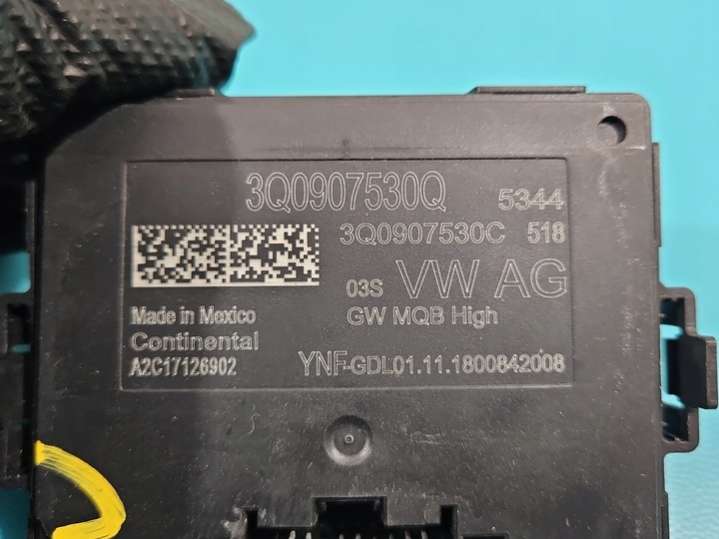 3Q0907530Q 5344
3Q0907530C 518
03S VW AG
Made in Mexico GW MQB High
Continental
A2C17126902 YNF-GDL01.11.1800842008